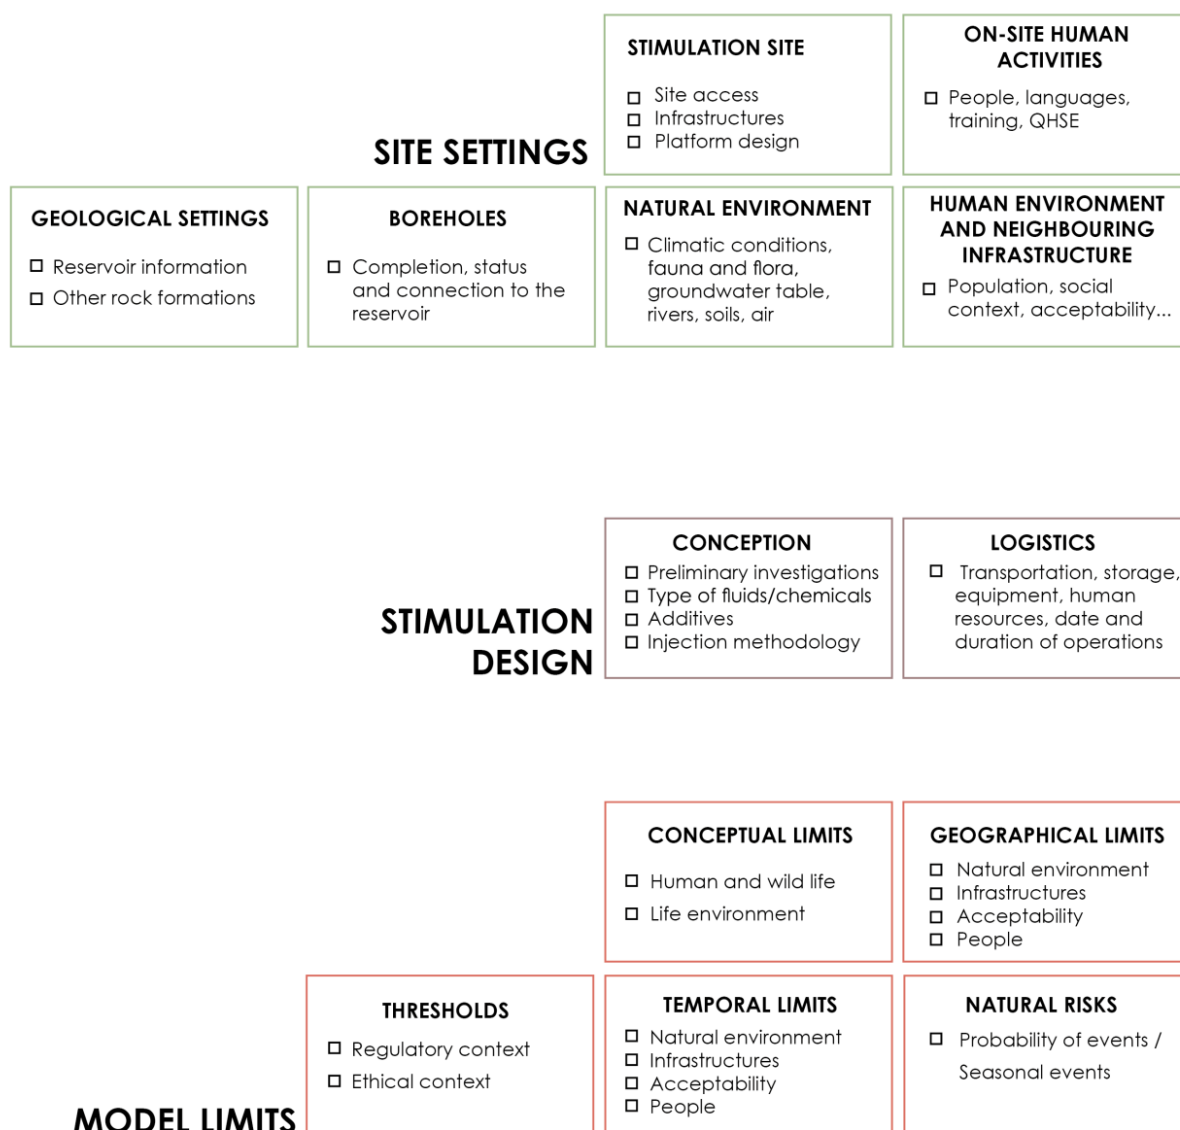 STIMULATION SITE
Site access
Infrastructures
Platform design
ON-SITE HUMAN
ACTIVITIES
People, languages,
training, QHSE
SITE SETTINGS
GEOLOGICAL SETTINGS
Reservoir information
Other rock formations
BOREHOLES
Completion, status
and connection to the
reservoir
NATURAL ENVIRONMENT
Climatic conditions,
fauna and flora,
groundwater table,
rivers, soils, air
HUMAN ENVIRONMENT
AND NEIGHBOURING
INFRASTRUCTURE
Population, social
context, acceptability...
STIMULATION
DESIGN
CONCEPTION
Preliminary investigations
Type of fluids/chemicals
Additives
Injection methodology
LOGISTICS
Transportation, storage,
equipment, human
resources, date and
duration of operations
CONCEPTUAL LIMITS
Human and wild life
Life environment
GEOGRAPHICAL LIMITS
Natural environment
Infrastructures
Acceptability
People
MODEL LIMITS
THRESHOLDS
Regulatory context
Ethical context
TEMPORAL LIMITS
Natural environment
Infrastructures
Acceptability
People
NATURAL RISKS
Probability of events /
Seasonal events